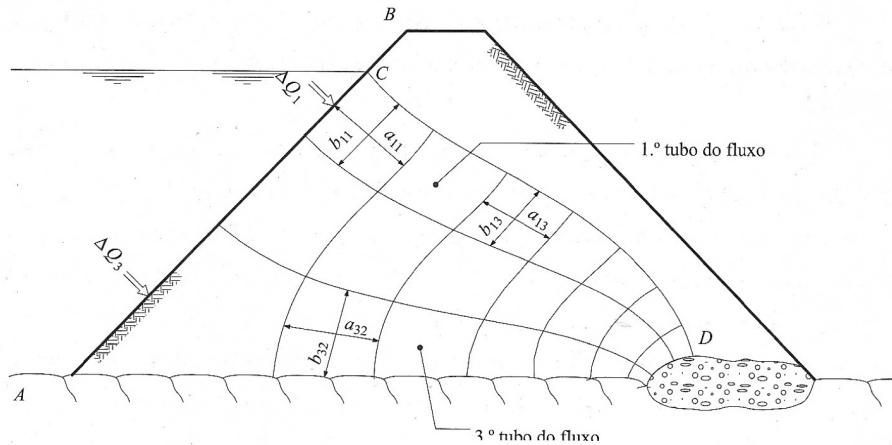 B
C
ΔQ₁
b₁₁
a₁₁
1.º tubo do fluxo
b₁₃
a₁₃
ΔQ₃
a₃₂
b₃₂
D
A
3.º tubo do fluxo